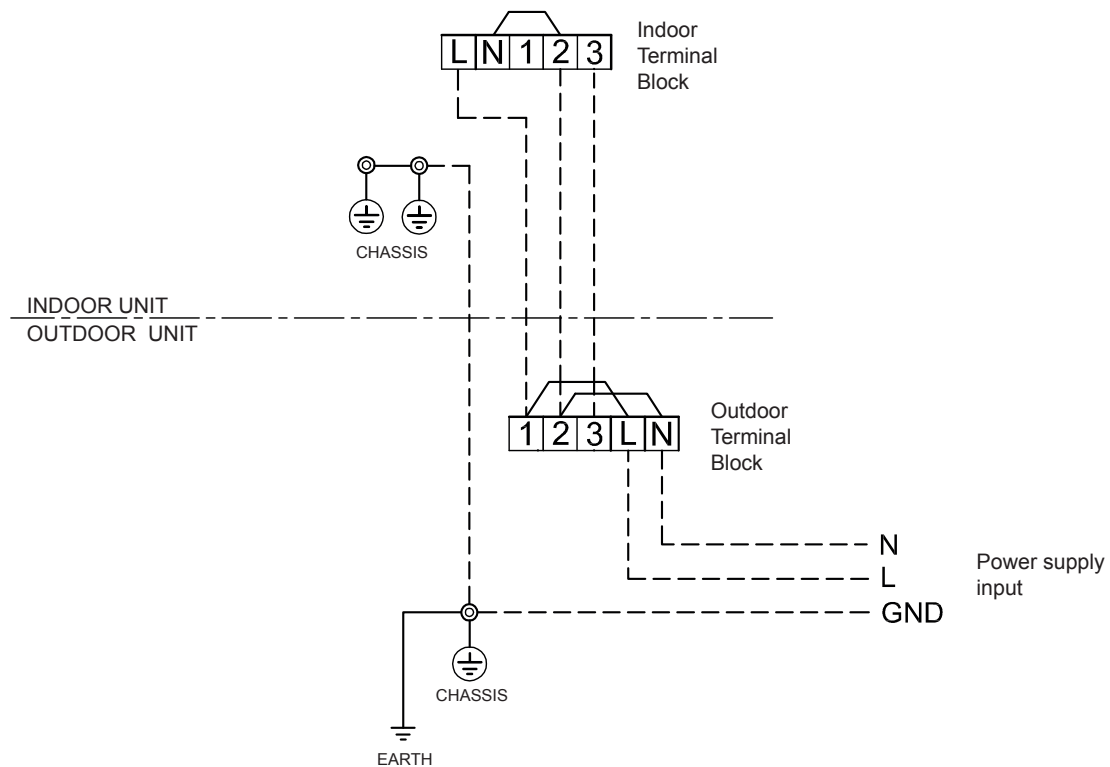 Indoor
Terminal
Block
L N 1 2 3
CHASSIS
INDOOR UNIT
OUTDOOR UNIT
Outdoor
Terminal
Block
1 2 3 L N
N
L
GND
Power supply
input
CHASSIS
EARTH